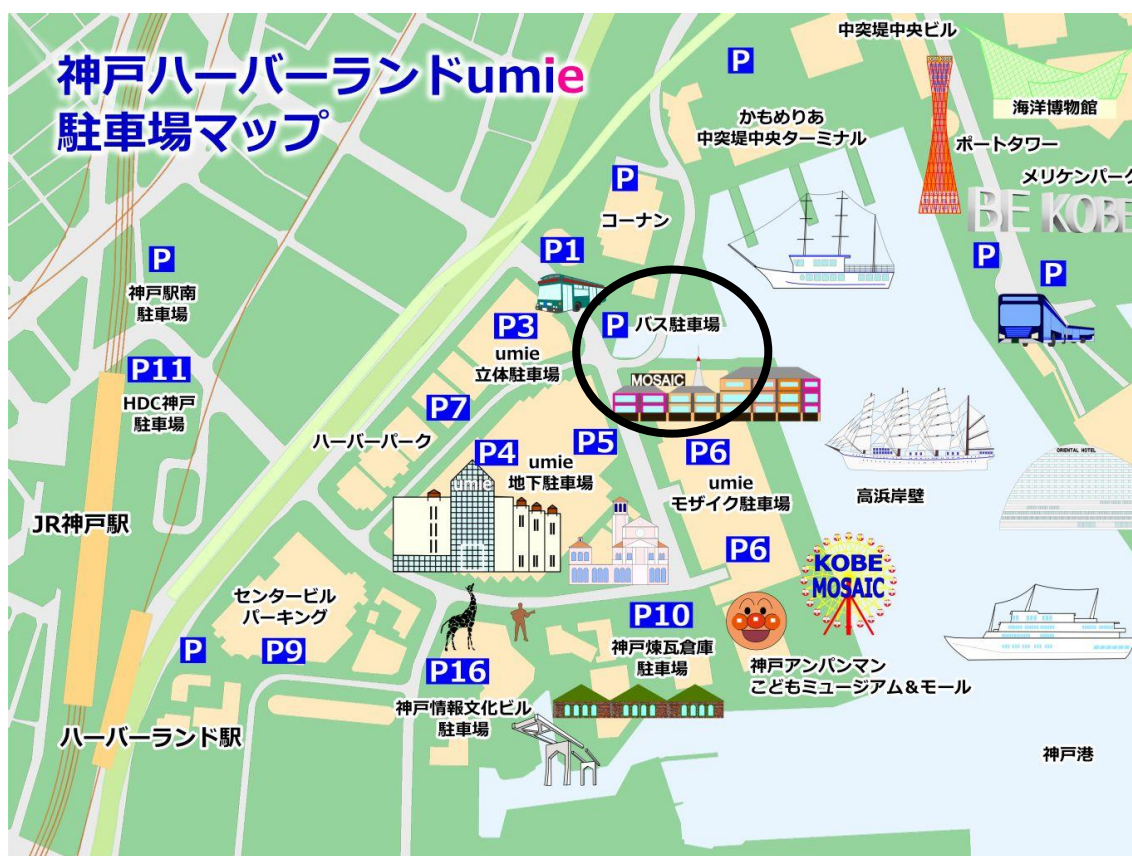 神戸ハーバーランドumie
駐車場マップ
中突堤中央ビル
P
海洋博物館
かもめりあ
中突堤中央ターミナル
ポートタワー
メリケンパーク
BE KOBE
P
コーナン
P
P
P1
P
神戸駅南
駐車場
P3
umie
立体駐車場
P バス駐車場
P11
HDC神戸
駐車場
MOSAIC
P7
ハーバーパーク
P5
P4
umie
地下駐車場
umie
P6
umie
モザイク駐車場
高浜岸壁
ORIENTAL HOTEL
JR神戸駅
P6
KOBE
MOSAIC
センタービル
パーキング
P
P9
P10
神戸煉瓦倉庫
駐車場
P16
神戸情報文化ビル
駐車場
神戸アンパンマン
こどもミュージアム&モール
ハーバーランド駅
神戸港